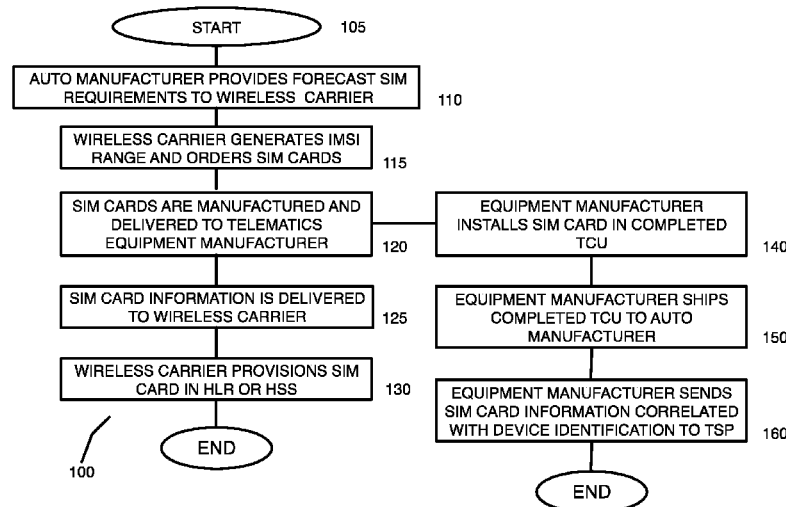 START
105
AUTO MANUFACTURER PROVIDES FORECAST SIM
REQUIREMENTS TO WIRELESS CARRIER
110
WIRELESS CARRIER GENERATES IMSI
RANGE AND ORDERS SIM CARDS
115
SIM CARDS ARE MANUFACTURED AND
DELIVERED TO TELEMATICS
EQUIPMENT MANUFACTURER
120
SIM CARD INFORMATION IS DELIVERED
TO WIRELESS CARRIER
125
WIRELESS CARRIER PROVISIONS SIM
CARD IN HLR OR HSS
130
END
100
EQUIPMENT MANUFACTURER
INSTALLS SIM CARD IN COMPLETED
TCU
140
EQUIPMENT MANUFACTURER SHIPS
COMPLETED TCU TO AUTO
MANUFACTURER
150
EQUIPMENT MANUFACTURER SENDS
SIM CARD INFORMATION CORRELATED
WITH DEVICE IDENTIFICATION TO TSP
160
END